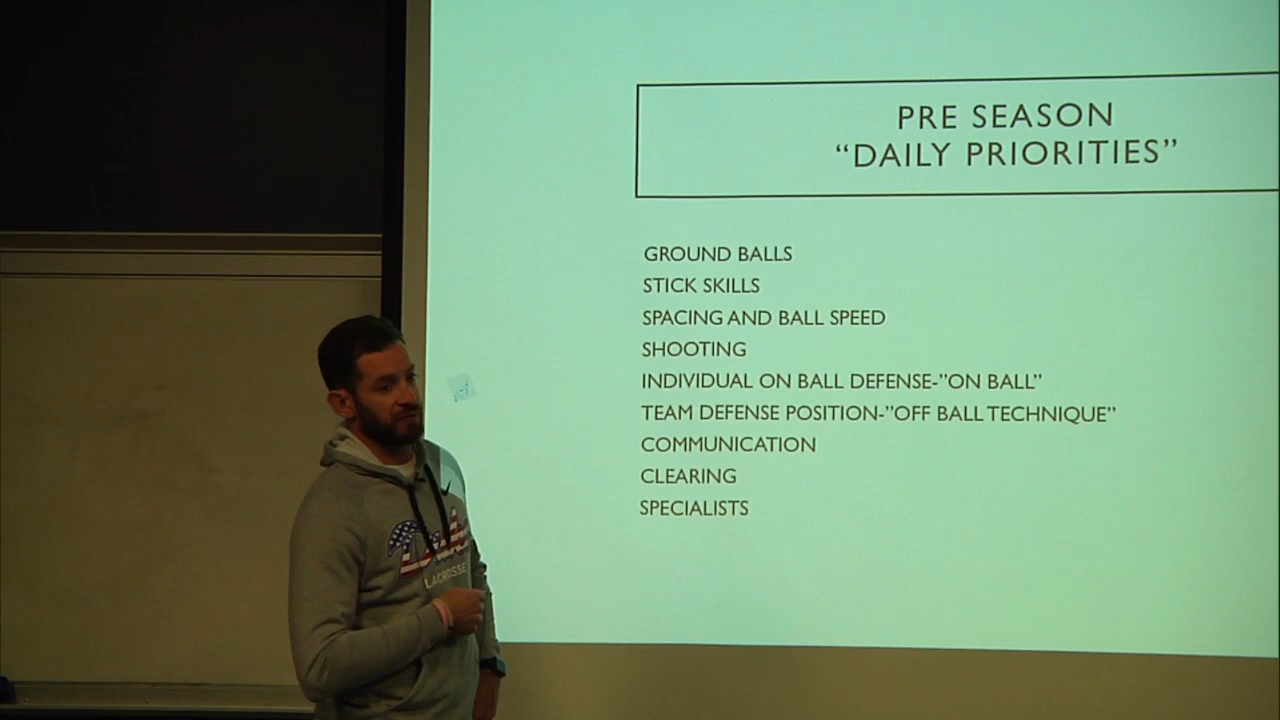 PRE SEASON
“DAILY PRIORITIES”
GROUND BALLS
STICK SKILLS
SPACING AND BALL SPEED
SHOOTING
INDIVIDUAL ON BALL DEFENSE-”ON BALL”
TEAM DEFENSE POSITION-”OFF BALL TECHNIQUE”
COMMUNICATION
CLEARING
SPECIALISTS
LACROSSE